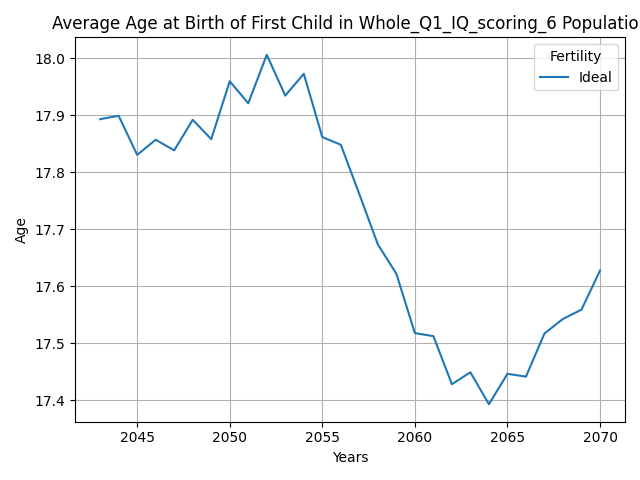 Average Age at Birth of First Child in Whole_Q1_IQ_scoring_6 Populatio
Fertility
Ideal
18.0
17.9
17.8
17.7
17.6
17.5
17.4
Age
2045 2050 2055 2060 2065 2070
Years